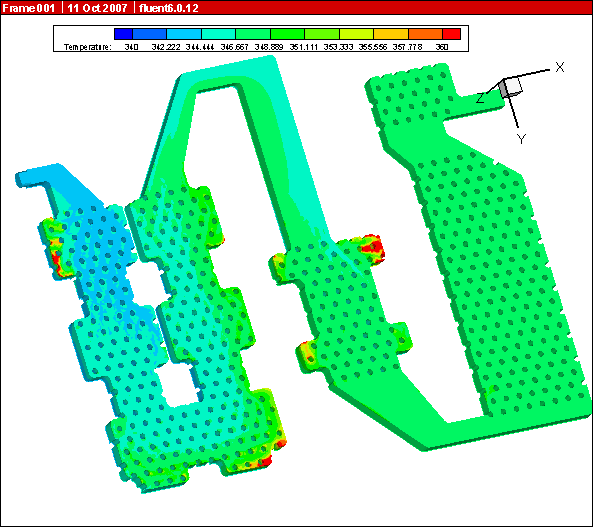 Frame 001 | 11 Oct 2007 | fluent6.0.12
Temperature: 340 342.222 344.444 346.667 348.889 351.111 353.333 355.556 357.778 360
X
Z
Y